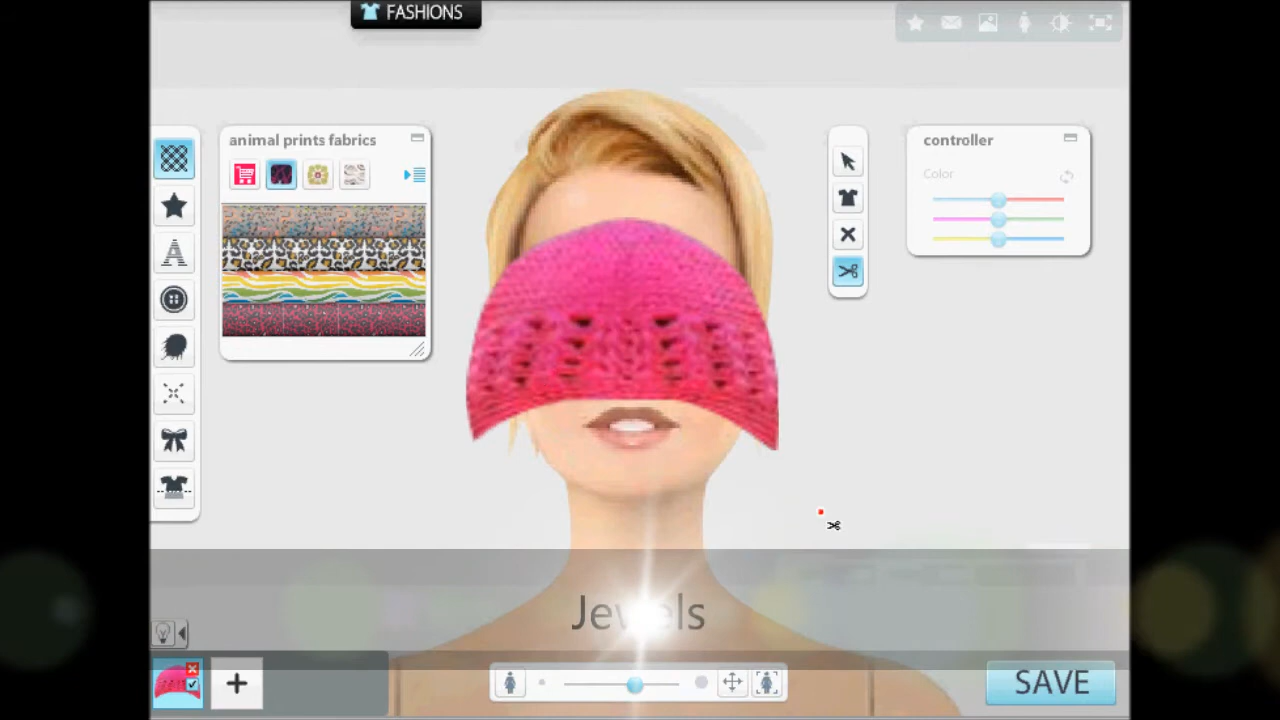 FASHIONS
animal prints fabrics
controller
Color
A
Jewels
SAVE